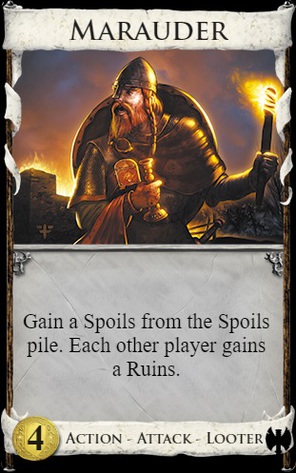 MARAUDER
Gain a Spoils from the Spoils
pile. Each other player gains
a Ruins.
4
ACTION - ATTACK - LOOTER